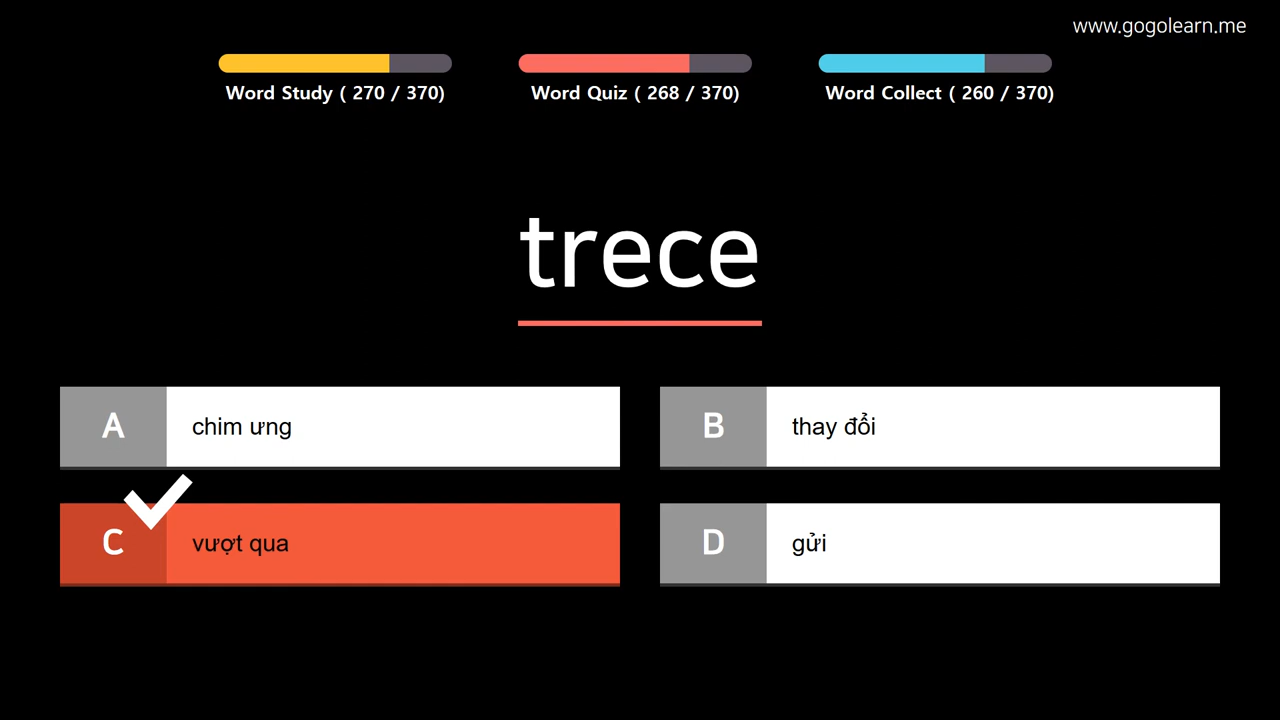 www.gogolearn.me
Word Study ( 270 / 370)
Word Quiz ( 268 / 370)
Word Collect ( 260 / 370)
trece
A
chim ưng
B
thay đổi
C
vượt qua
D
gửi